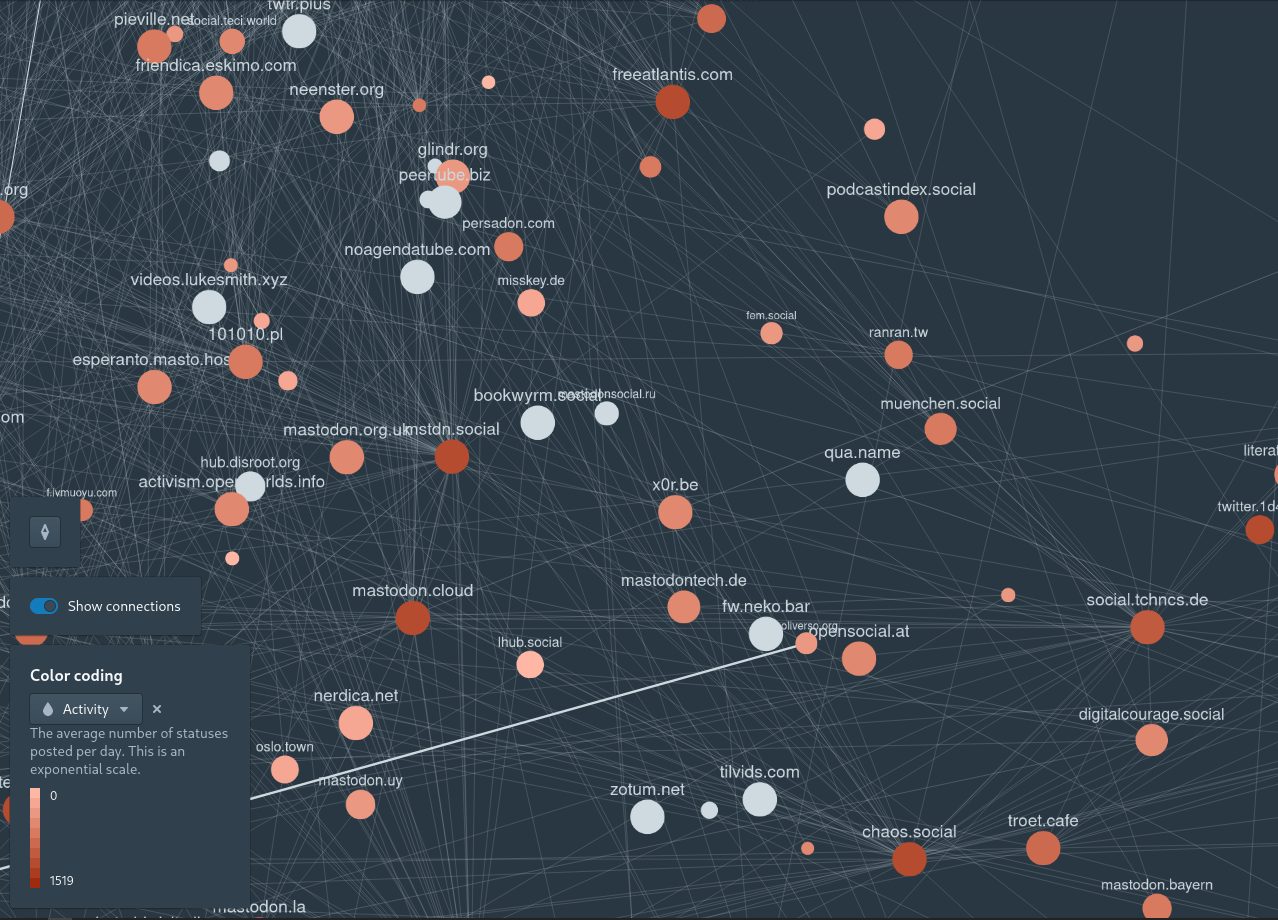 twtr.plus
pieville.net
social.teci.world
friendica.eskimo.com
freeatlantis.com
neenster.org
glindr.org
peertube.biz
.org
podcastindex.social
persadon.com
noagendatube.com
videos.lukesmith.xyz
misskey.de
fem.social
101010.pl
ranran.tw
esperanto.masto.hos
bookwyrm.social
mastodonsocial.ru
muenchen.social
om
mastodon.org.uk
mstdn.social
qua.name
literat
hub.disroot.org
activism.openworlds.info
x0r.be
f.lvmuoyu.com
twitter.1d4
mastodontech.de
mastodon.cloud
social.tchncs.de
Show connections
fw.neko.bar
oliverso.org
opensocial.at
lhub.social
Color coding
nerdica.net
Activity
digitalcourage.social
The average number of statuses
posted per day. This is an
exponential scale.
oslo.town
mastodon.uy
tilvids.com
zotum.net
0
troet.cafe
chaos.social
1519
mastodon.bayern
mastodon.la